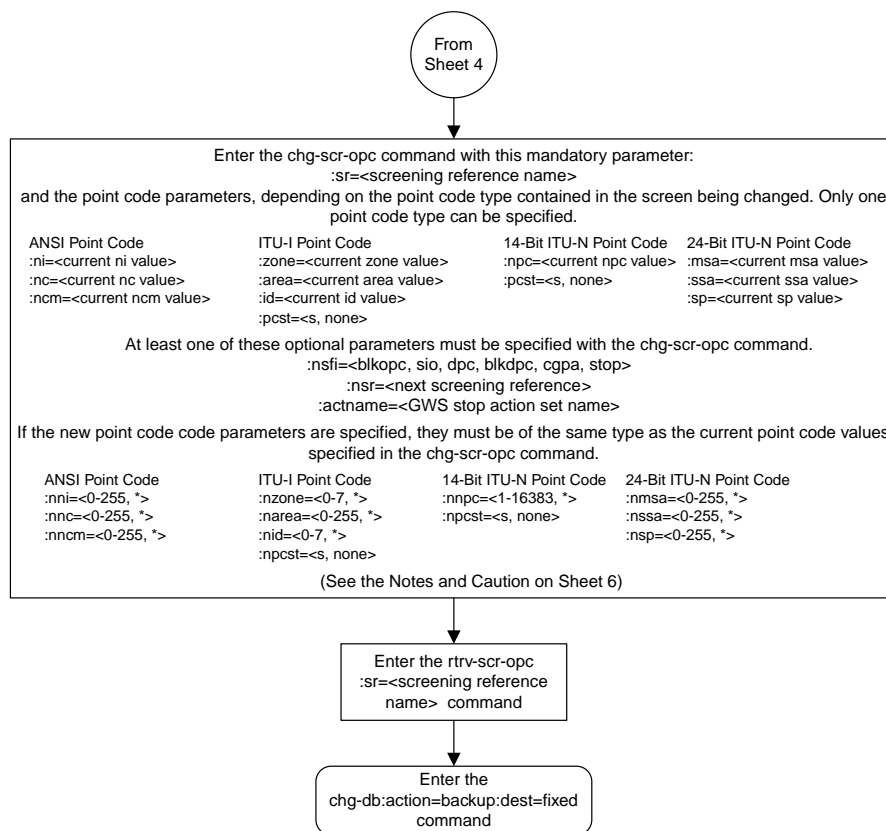 From
Sheet 4
Enter the chg-scr-opc command with this mandatory parameter:
:sr=<screening reference name>
and the point code parameters, depending on the point code type contained in the screen being changed. Only one
point code type can be specified.
ANSI Point Code
:ni=<current ni value>
:nc=<current nc value>
:ncm=<current ncm value>
ITU-I Point Code
:zone=<current zone value>
:area=<current area value>
:id=<current id value>
:pcst=<s, none>
14-Bit ITU-N Point Code
:npc=<current npc value>
:pcst=<s, none>
24-Bit ITU-N Point Code
:msa=<current msa value>
:ssa=<current ssa value>
:sp=<current sp value>
At least one of these optional parameters must be specified with the chg-scr-opc command.
:nsfi=<blkopc, sio, dpc, blkdpc, cgpa, stop>
:nsr=<next screening reference>
:actname=<GWS stop action set name>
If the new point code code parameters are specified, they must be of the same type as the current point code values
specified in the chg-scr-opc command.
ANSI Point Code
:nni=<0-255, *>
:nnc=<0-255, *>
:nncm=<0-255, *>
ITU-I Point Code
:nzone=<0-7, *>
:narea=<0-255, *>
:nid=<0-7, *>
:npcst=<s, none>
14-Bit ITU-N Point Code
:nnpc=<1-16383, *>
:npcst=<s, none>
24-Bit ITU-N Point Code
:nmsa=<0-255, *>
:nssa=<0-255, *>
:nsp=<0-255, *>
(See the Notes and Caution on Sheet 6)
Enter the rtrv-scr-opc
:sr=<screening reference
name> command
Enter the
chg-db:action=backup:dest=fixed
command